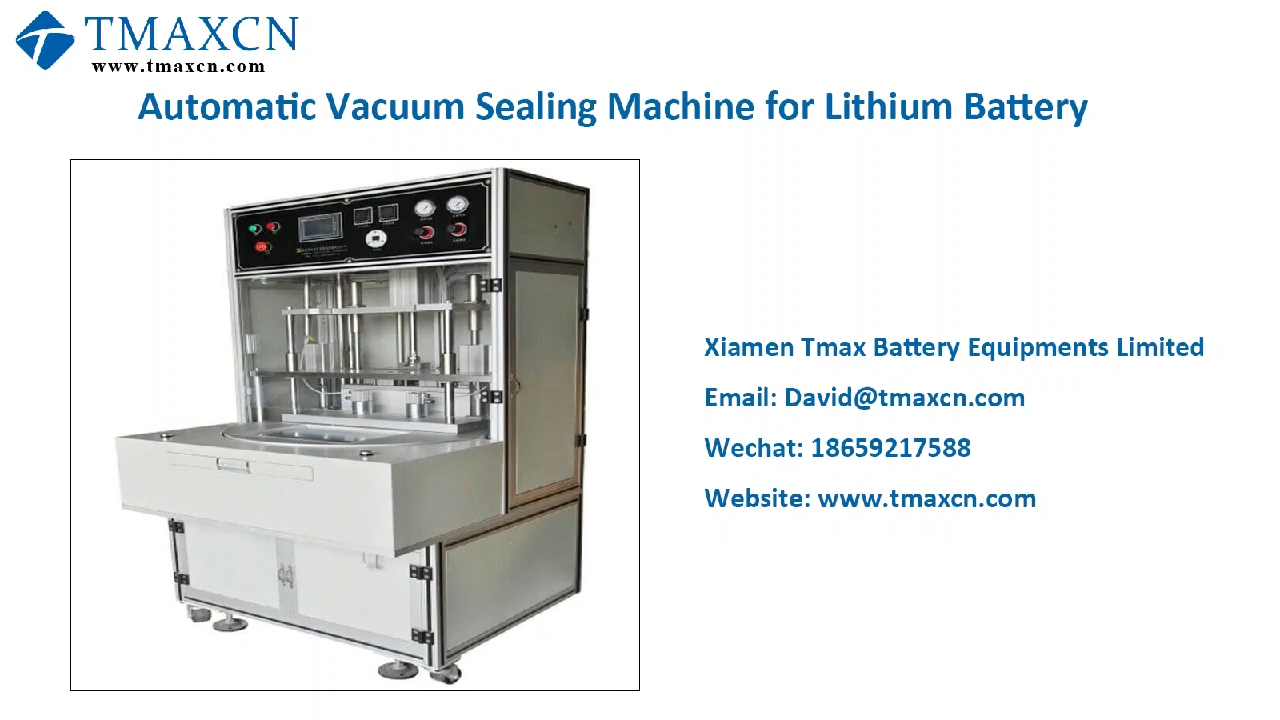 TMAXCN
www.tmaxcn.com
Automatic Vacuum Sealing Machine for Lithium Battery
Xiamen Tmax Battery Equipments Limited
Email: David@tmaxcn.com
Wechat: 18659217588
Website: www.tmaxcn.com